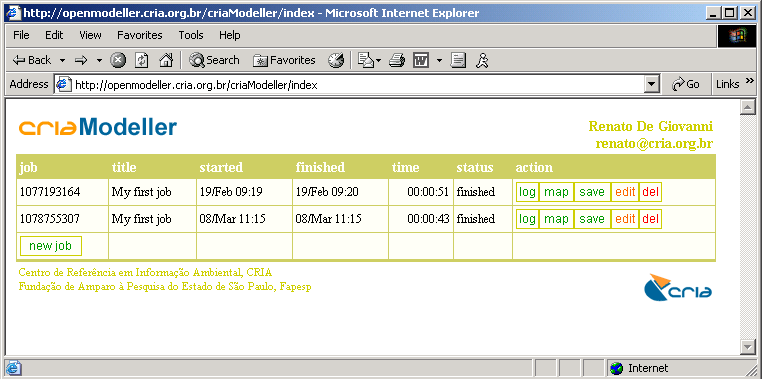 http://openmodeller.cria.org.br/criaModeller/index - Microsoft Internet Explorer
File Edit View Favorites Tools Help
Back Search Favorites
Address http://openmodeller.cria.org.br/criaModeller/index Go Links »
criaModeller
Renato De Giovanni
renato@cria.org.br
job title started finished time status action
1077193164 My first job 19/Feb 09:19 19/Feb 09:20 00:00:51 finished log map save edit del
1078755307 My first job 08/Mar 11:15 08/Mar 11:15 00:00:43 finished log map save edit del
new job
Centro de Referência em Informação Ambiental, CRIA
Fundação de Amparo à Pesquisa do Estado de São Paulo, Fapesp
cria
Internet